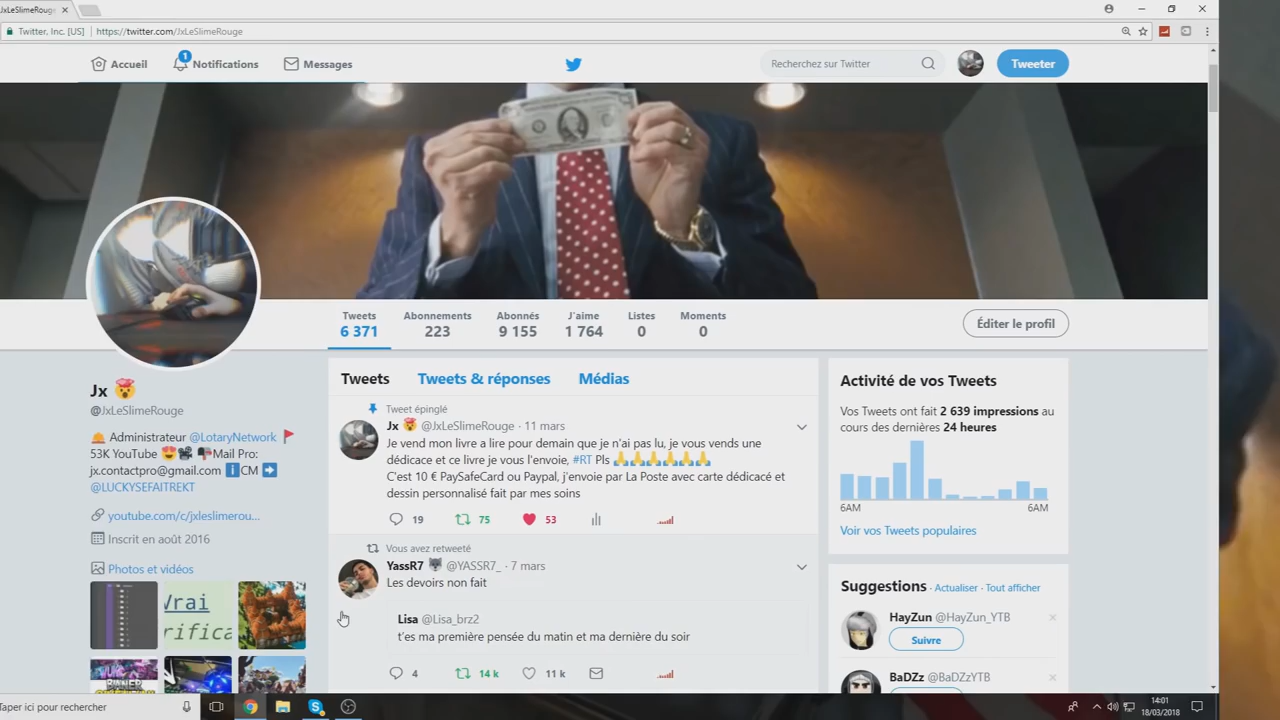 JxLeSlimeRouge
Twitter, Inc. [US] https://twitter.com/JxLeSlimeRouge
Accueil 1 Notifications Messages Recherchez sur Twitter Tweeter
Tweets Abonnements Abonnés J'aime Listes Moments
6 371 223 9 155 1 764 0 0
Éditer le profil
Jx
@JxLeSlimeRouge
Administrateur @LotaryNetwork
53K YouTube Mail Pro:
jx.contactpro@gmail.com CM
@LUCKYSEFAITREKT
youtube.com/c/jxleslimerou...
Inscrit en août 2016
Photos et vidéos
Vrai
rifica
Tweets Tweets & réponses Médias
Tweet épinglé
Jx @JxLeSlimeRouge · 11 mars
Je vend mon livre a lire pour demain que je n'ai pas lu, je vous vends une
dédicace et ce livre je vous l'envoie, #RT Pls
C'est 10 € PaySafeCard ou Paypal, j'envoie par La Poste avec carte dédicacé et
dessin personnalisé fait par mes soins
19 75 53
Vous avez retweeté
YassR7 @YASSR7_ · 7 mars
Les devoirs non fait
Lisa @Lisa_brz2
t'es ma première pensée du matin et ma dernière du soir
4 14 k 11 k
Activité de vos Tweets
Vos Tweets ont fait 2 639 impressions au
cours des dernières 24 heures
6AM 6AM
Voir vos Tweets populaires
Suggestions · Actualiser · Tout afficher
HayZun @HayZun_YTB
Suivre
BaDZz @BaDZzYTB
Taper ici pour rechercher
14:01
18/03/2018